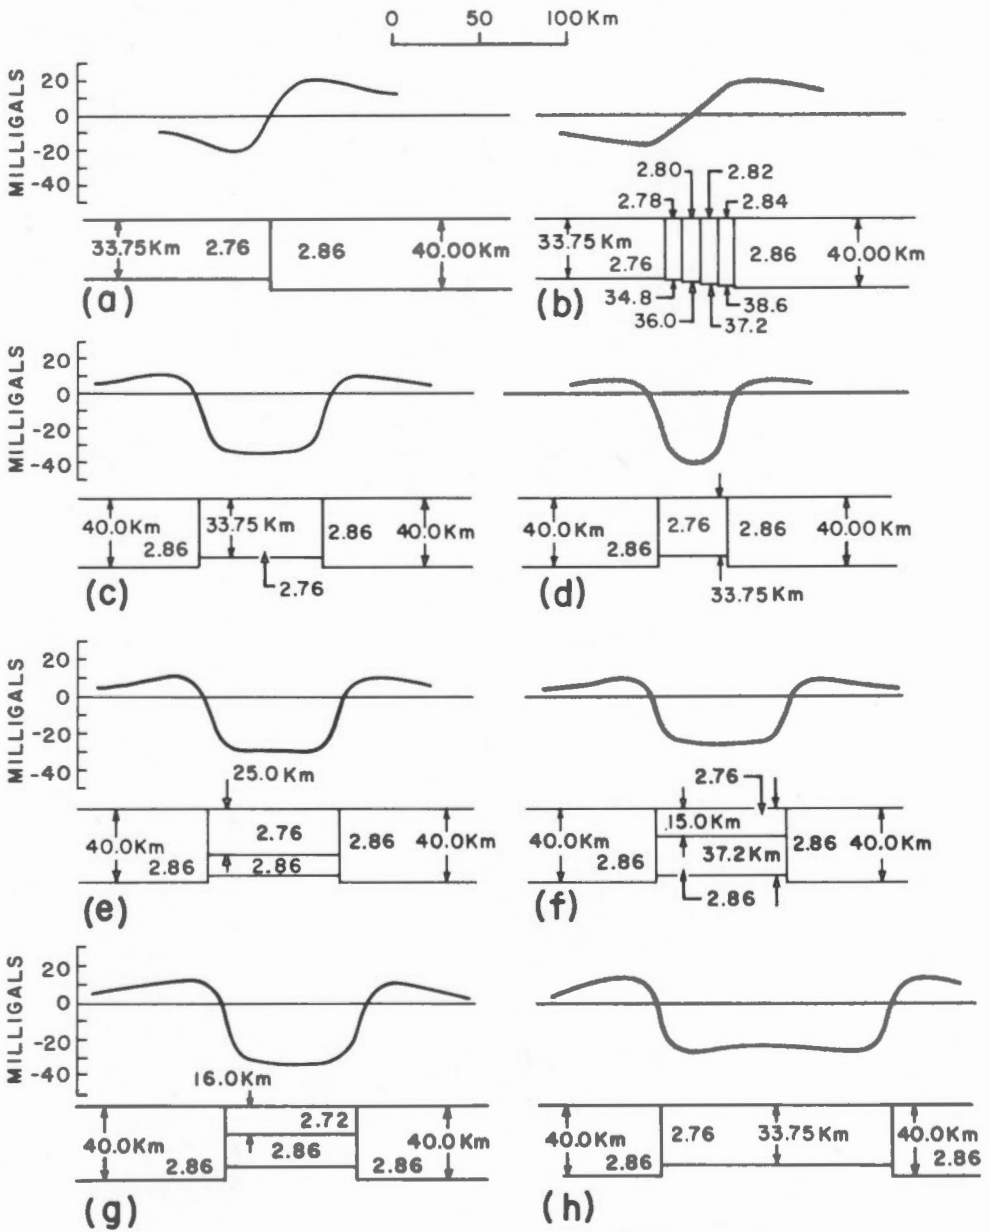 0 50 100 Km
MILLIGALS
20
0
-20
-40
2.80 2.82
2.78 2.84
33.75 Km 2.76 2.86 40.00 Km
33.75 Km 2.76 2.86 40.00 Km
(a)
(b) 34.8 38.6
36.0 37.2
MILLIGALS
20
0
-20
-40
40.0 Km 2.86 33.75 Km 2.86 40.0 Km
2.76
(c)
40.0 Km 2.86 2.76 2.86 40.00 Km
33.75 Km
(d)
MILLIGALS
20
0
-20
-40
25.0 Km
40.0 Km 2.86 2.76 2.86 2.86 40.0 Km
(e)
2.76
40.0 Km 2.86 15.0 Km 37.2 Km 2.86 40.0 Km
2.86
(f)
MILLIGALS
20
0
-20
-40
16.0 Km
40.0 Km 2.86 2.72 2.86 2.86 40.0 Km
(g)
40.0 Km 2.86 2.76 33.75 Km 40.0 Km 2.86
(h)